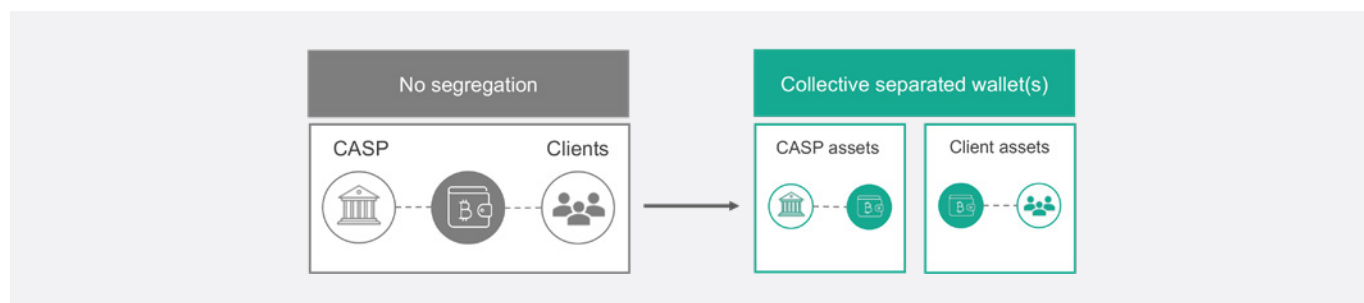 No segregation
CASP
Clients
Collective separated wallet(s)
CASP assets
Client assets